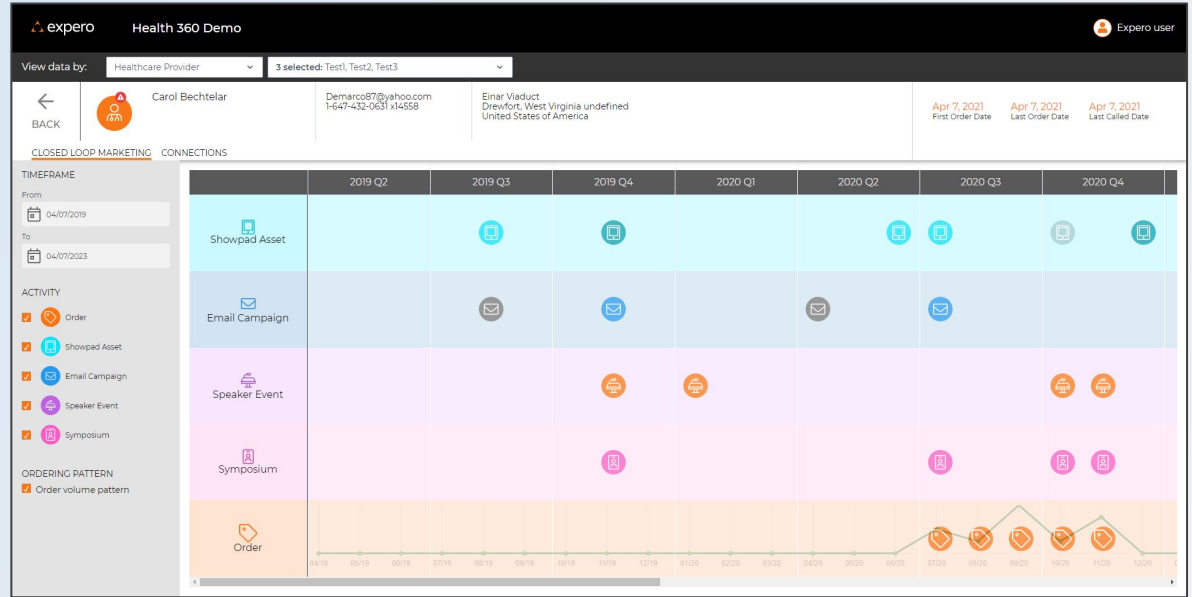 expero Health 360 Demo Expero user
View data by: Healthcare Provider 3 selected: Test1, Test2, Test3
BACK
Carol Bechtelar
Demarco87@yahoo.com
1-647-432-0631 x14558
Einar Viaduct
Drewfort, West Virginia undefined
United States of America
Apr 7, 2021 Apr 7, 2021 Apr 7, 2021
First Order Date Last Order Date Last Called Date
CLOSED LOOP MARKETING CONNECTIONS
TIMEFRAME
From
04/07/2019
To
04/07/2023
ACTIVITY
Order
Showpad Asset
Email Campaign
Speaker Event
Symposium
ORDERING PATTERN
Order volume pattern
2019 Q2 2019 Q3 2019 Q4 2020 Q1 2020 Q2 2020 Q3 2020 Q4
Showpad Asset
Email Campaign
Speaker Event
Symposium
Order
04/19 05/19 06/19 07/19 08/19 09/19 10/19 11/19 12/19 01/20 02/20 03/20 04/20 05/20 06/20 07/20 08/20 09/20 10/20 11/20 12/20